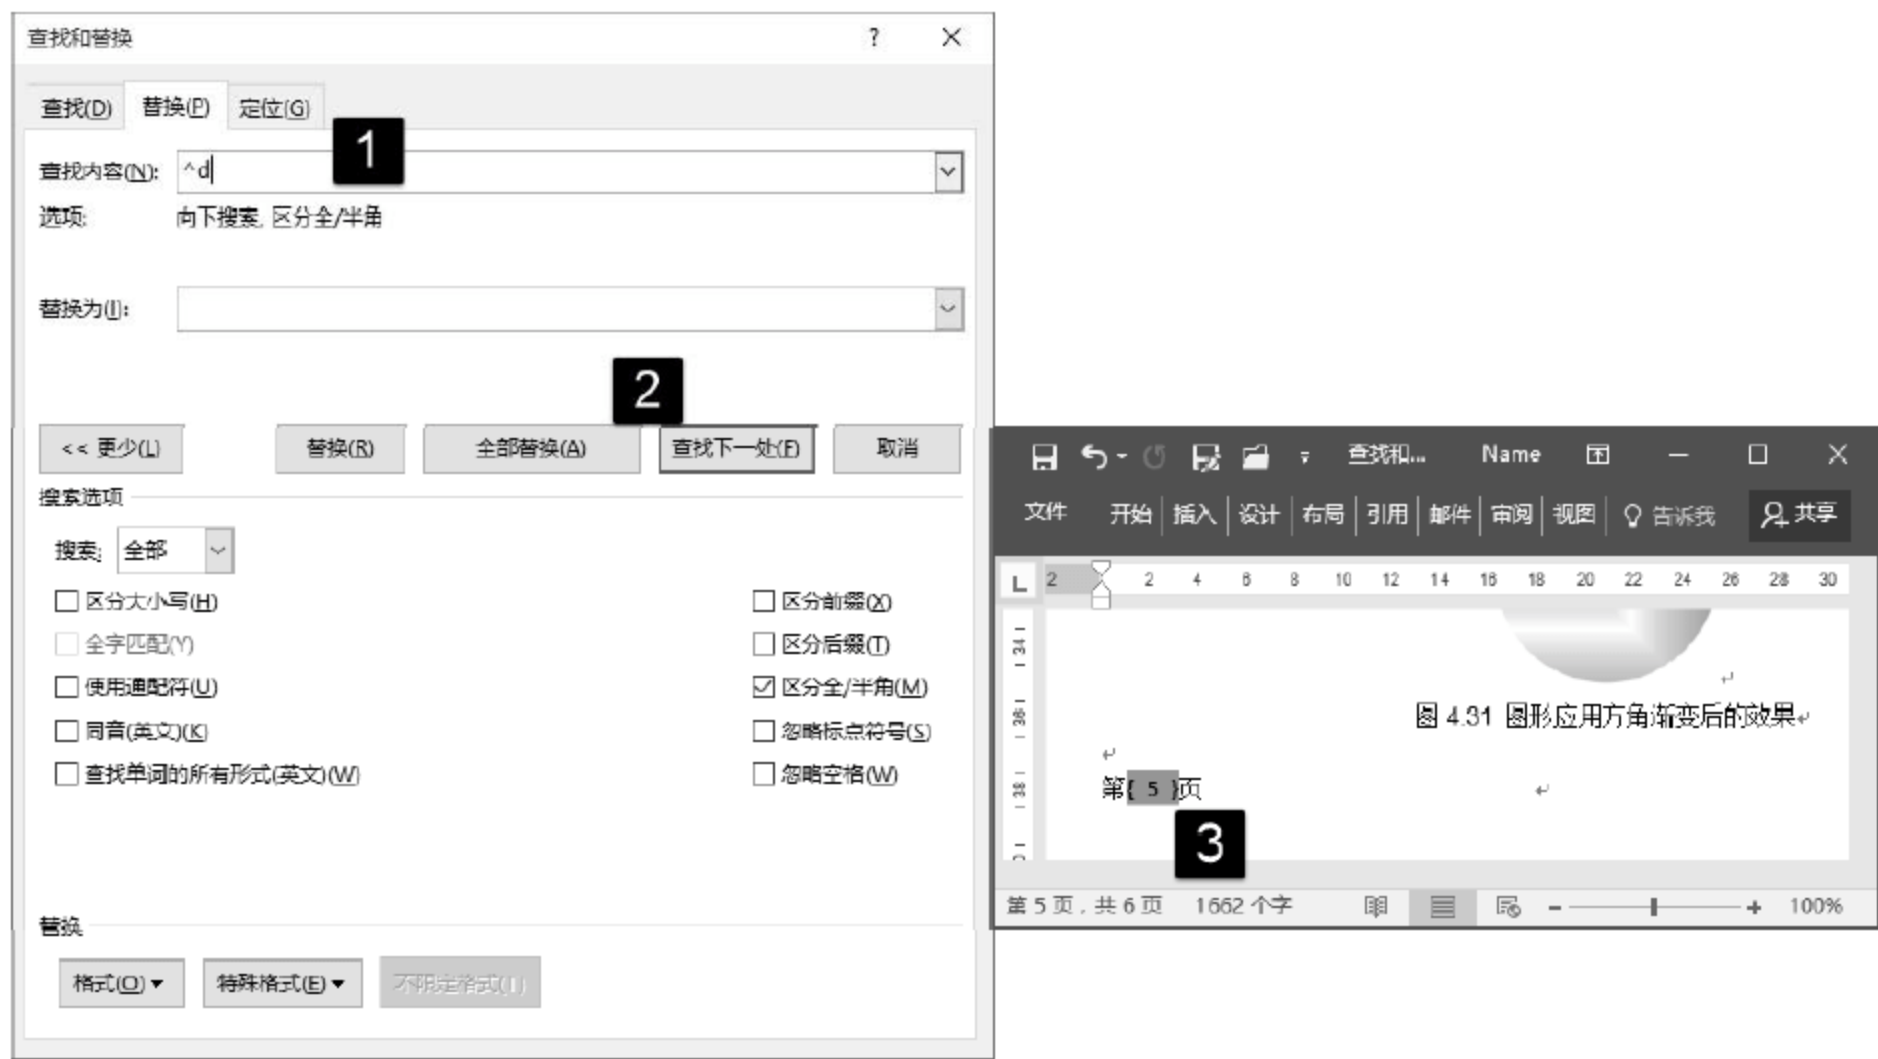 查找和替换 ? ×
查找(D) 替换(P) 定位(G)
1
查找内容(N): ^d
选项: 向下搜索, 区分全/半角
替换为(I):
2
<< 更少(L) 替换(R) 全部替换(A) 查找下一处(F) 取消
搜索选项
搜索: 全部
区分大小写(H) 区分前缀(X)
全字匹配(Y) 区分后缀(T)
使用通配符(U) 区分全/半角(M)
同音(英文)(K) 忽略标点符号(S)
查找单词的所有形式(英文)(W) 忽略空格(W)
替换
格式(O) 特殊格式(E) 不限定格式(T)
查找和... Name
文件 开始 插入 设计 布局 引用 邮件 审阅 视图 告诉我 共享
L 2 2 4 6 8 10 12 14 16 18 20 22 24 26 28 30
34
36
38
图 4.31 图形应用方角渐变后的效果
第{ 5 }页
3
第 5 页，共 6 页 1662 个字 100%